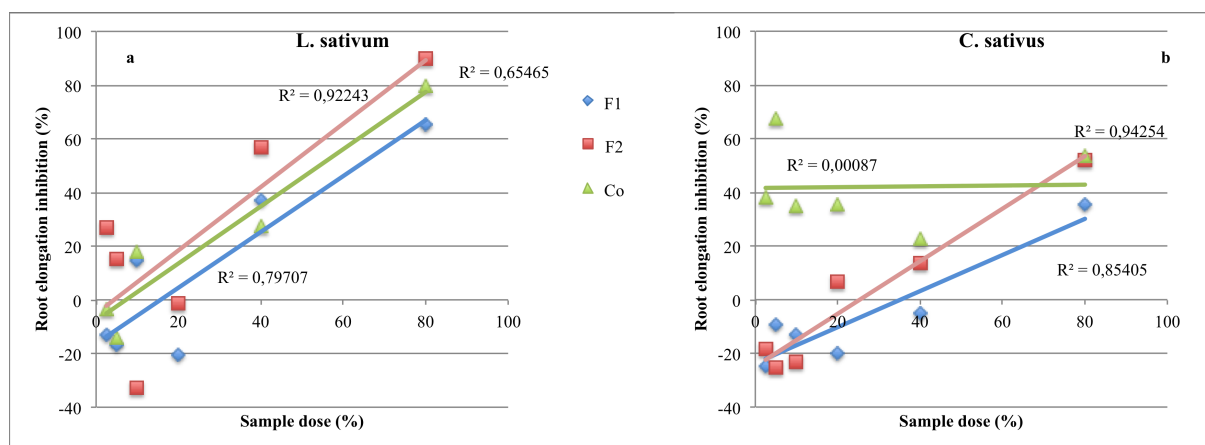 L. sativum
a
Root elongation inhibition (%)
100
80
60
40
20
0
-20
-40
0
20
40
60
80
100
Sample dose (%)
R² = 0,92243
R² = 0,65465
R² = 0,79707
F1
F2
Co
C. sativus
b
Root elongation inhibition (%)
100
80
60
40
20
0
-20
-40
0
20
40
60
80
100
Sample dose (%)
R² = 0,94254
R² = 0,00087
R² = 0,85405